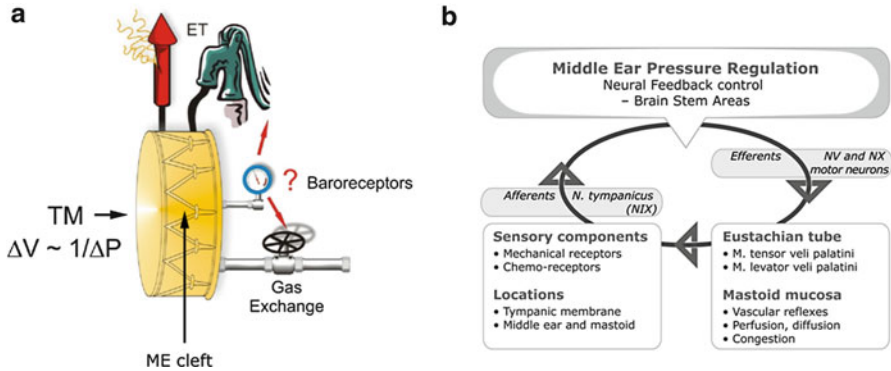 a
ET
?
Baroreceptors
TM
ΔV ~ 1/ΔP
Gas
Exchange
ME cleft
b
Middle Ear Pressure Regulation
Neural Feedback control
– Brain Stem Areas
Efferents NV and NX
motor neurons
Afferents N. tympanicus
(NIX)
Sensory components
• Mechanical receptors
• Chemo-receptors
Locations
• Tympanic membrane
• Middle ear and mastoid
Eustachian tube
• M. tensor veli palatini
• M. levator veli palatini
Mastoid mucosa
• Vascular reflexes
• Perfusion, diffusion
• Congestion